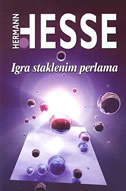 HERMANN
HESSE
Igra staklenim perlama